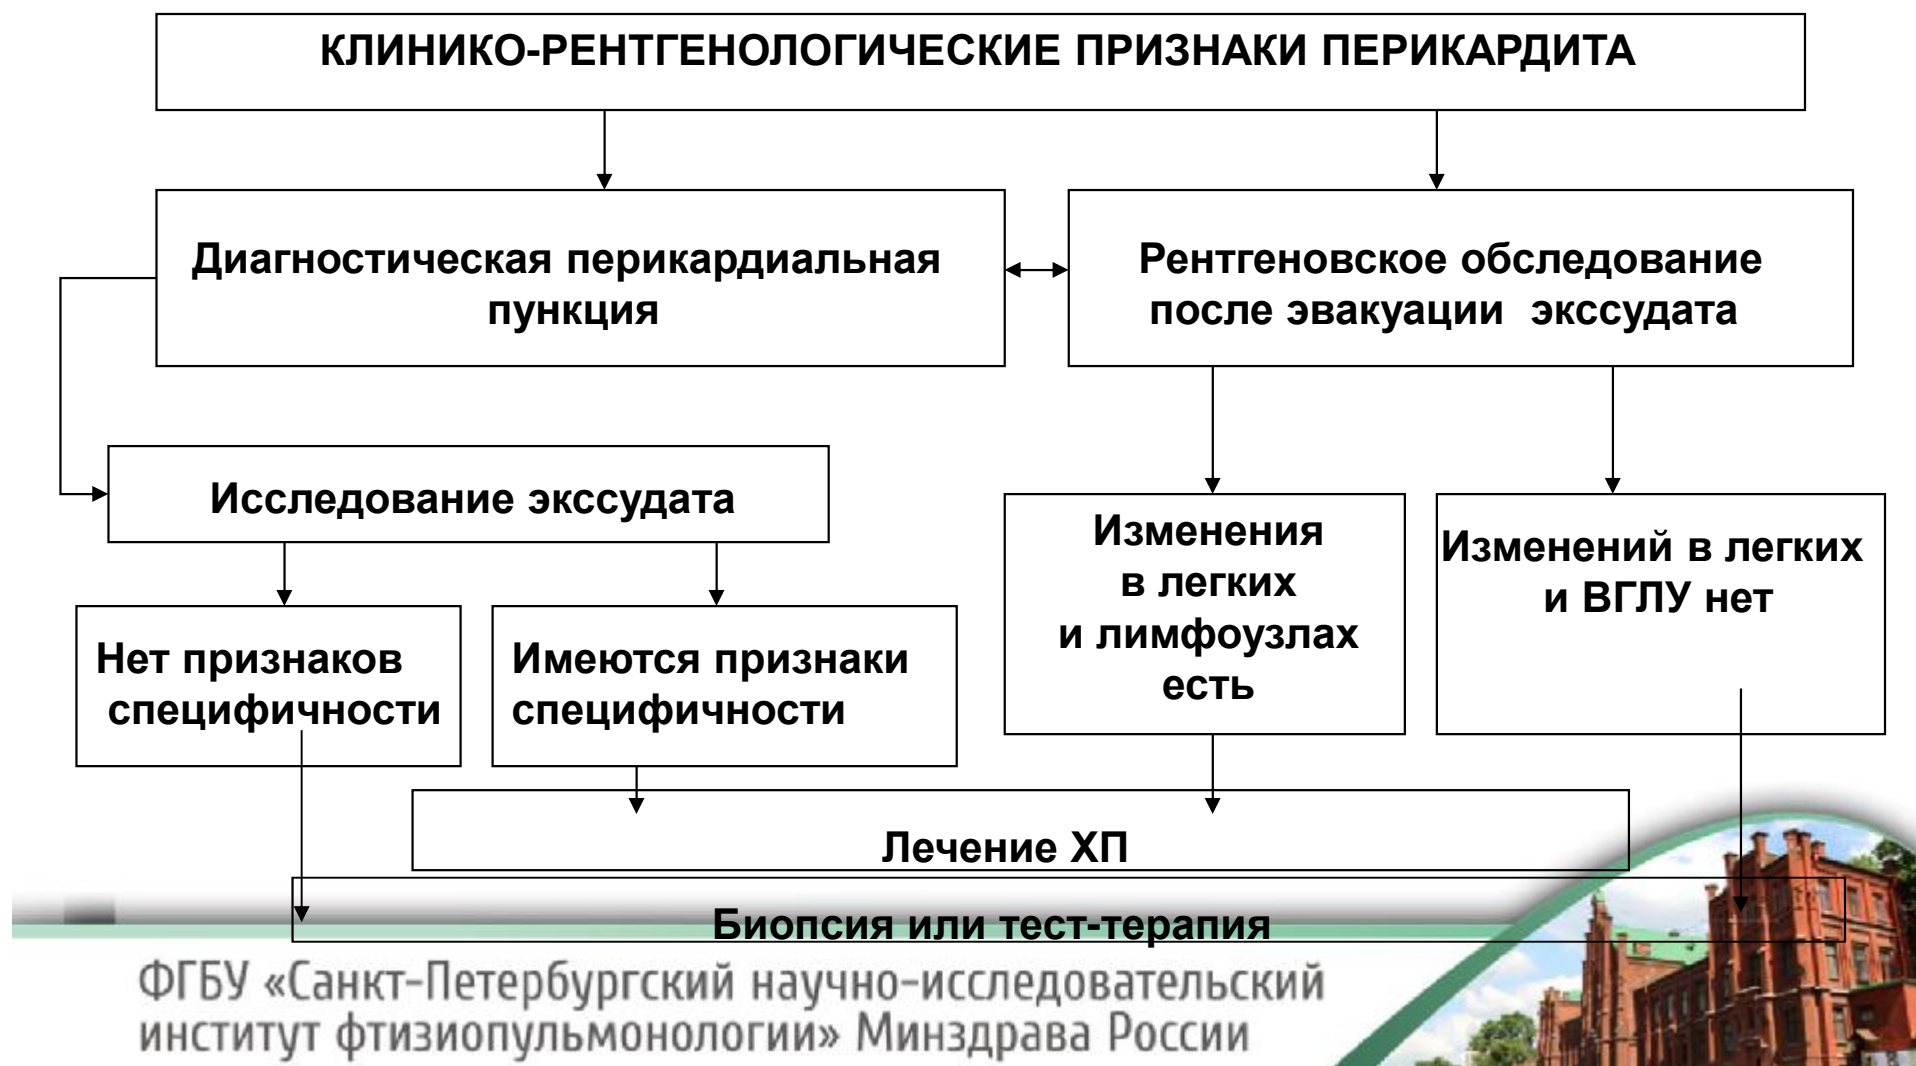 КЛИНИКО-РЕНТГЕНОЛОГИЧЕСКИЕ ПРИЗНАКИ ПЕРИКАРДИТА
Диагностическая перикардиальная
пункция
Рентгеновское обследование
после эвакуации экссудата
Исследование экссудата
Изменения
в легких
и лимфоузлах
есть
Изменений в легких
и ВГЛУ нет
Нет признаков
специфичности
Имеются признаки
специфичности
Лечение ХП
Биопсия или тест-терапия
ФГБУ «Санкт-Петербургский научно-исследовательский
институт фтизиопульмонологии» Минздрава России